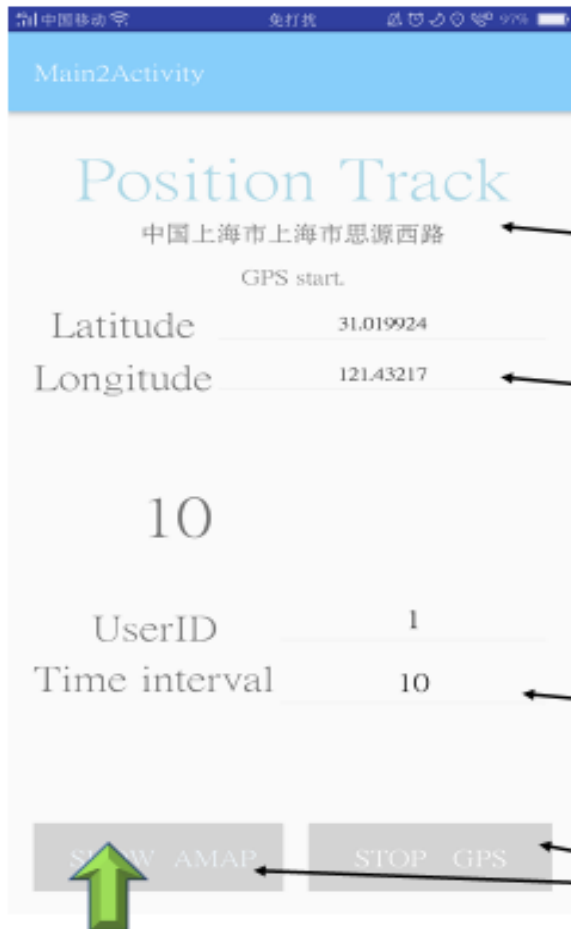 中国移动 免打扰 97%
Main2Activity
Position Track
中国上海市上海市思源西路
GPS start.
Latitude 31.019924
Longitude 121.43217
10
UserID 1
Time interval 10
SHOW AMAP STOP GPS